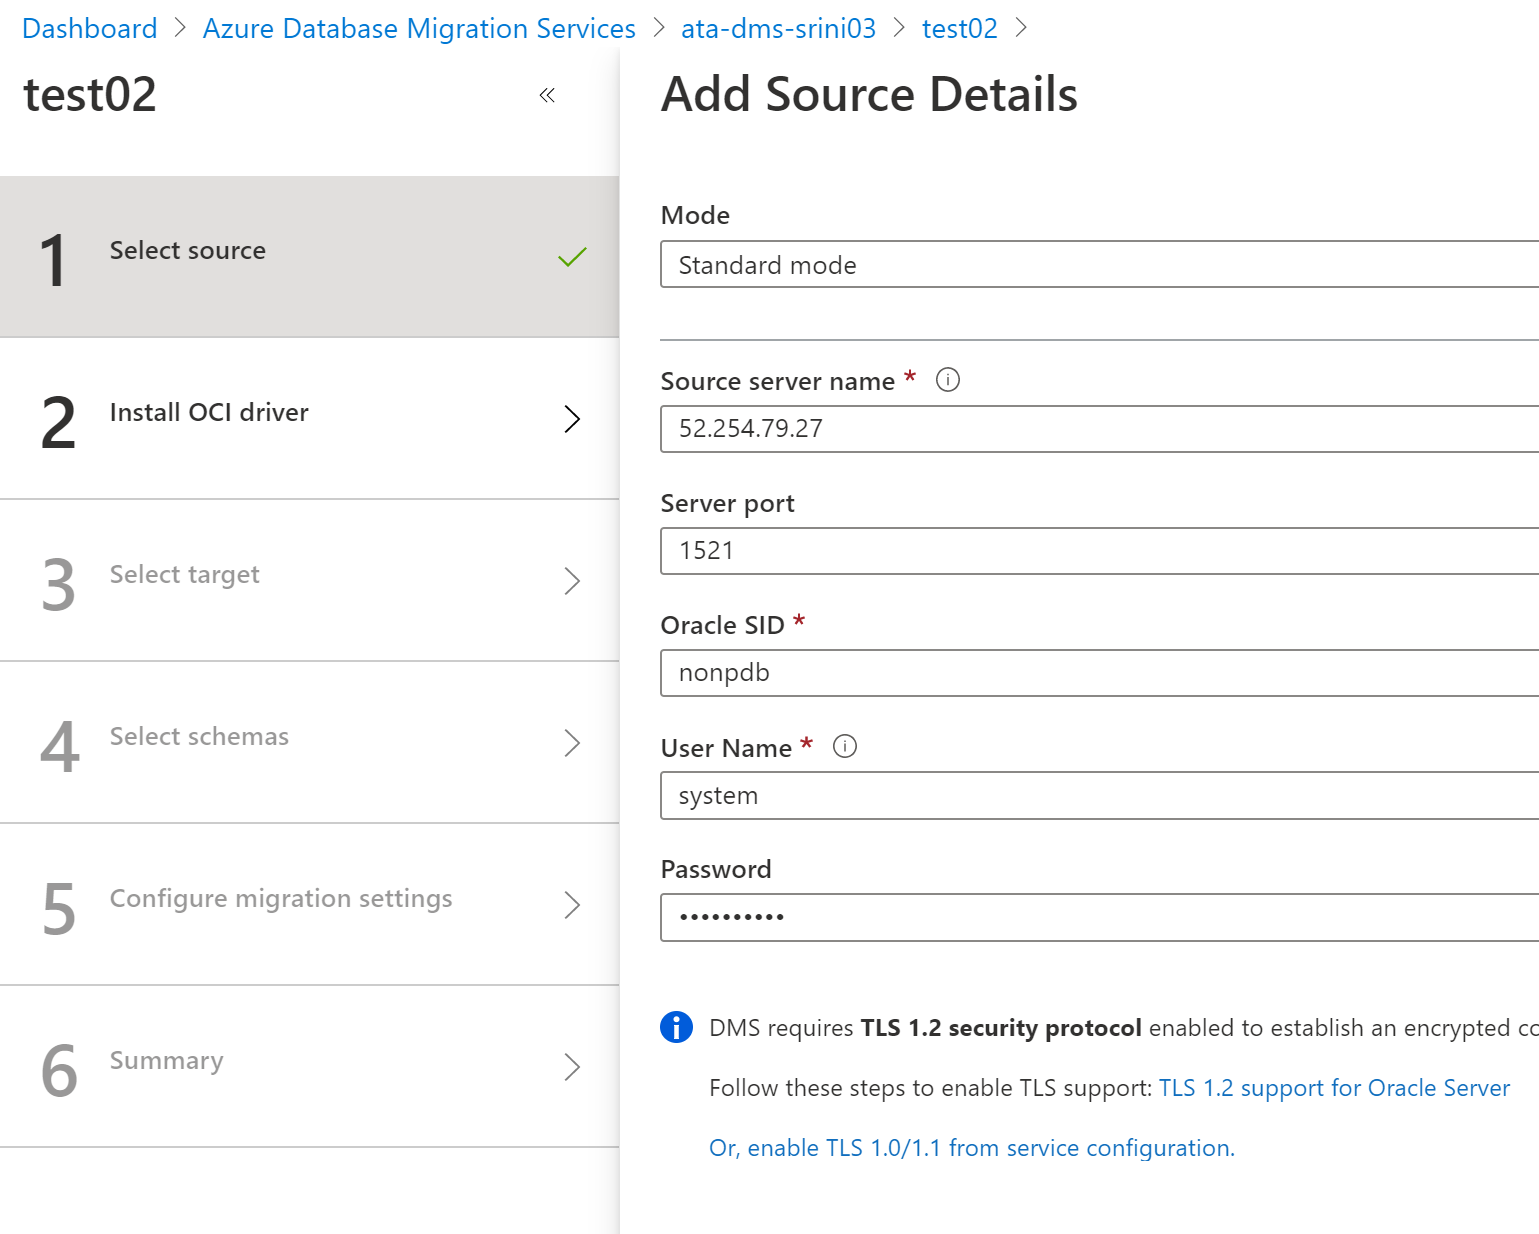 Dashboard > Azure Database Migration Services > ata-dms-srini03 > test02 >
test02 «
Add Source Details
1 Select source
2 Install OCI driver
3 Select target
4 Select schemas
5 Configure migration settings
6 Summary
Mode
Standard mode
Source server name *
52.254.79.27
Server port
1521
Oracle SID *
nonpdb
User Name *
system
Password
••••••••••
DMS requires TLS 1.2 security protocol enabled to establish an encrypted
Follow these steps to enable TLS support: TLS 1.2 support for Oracle Server
Or, enable TLS 1.0/1.1 from service configuration.